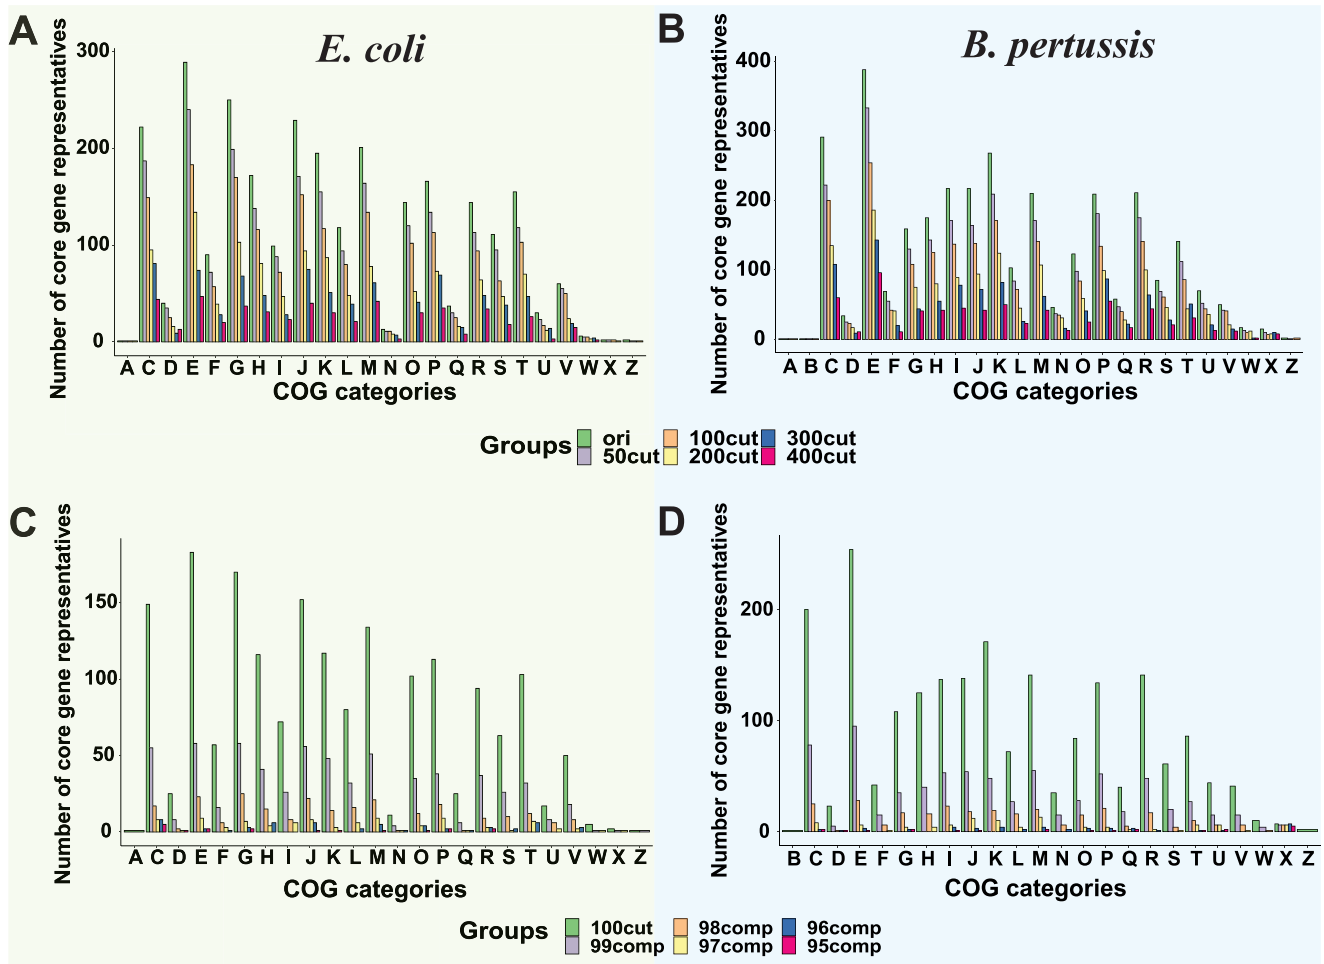 A
E. coli
Number of core gene representatives
300
200
100
0
A C D E F G H I J K L M N O P Q R S T U V W X Z
COG categories
B
B. pertussis
Number of core gene representatives
400
300
200
100
0
A B C D E F G H I J K L M N O P Q R S T U V W X Z
COG categories
Groups
ori 100cut 300cut
50cut 200cut 400cut
C
Number of core gene representatives
150
100
50
0
A C D E F G H I J K L M N O P Q R S T U V W X Z
COG categories
D
Number of core gene representatives
200
100
0
B C D E F G H I J K L M N O P Q R S T U V W X Z
COG categories
Groups
100cut 98comp 96comp
99comp 97comp 95comp